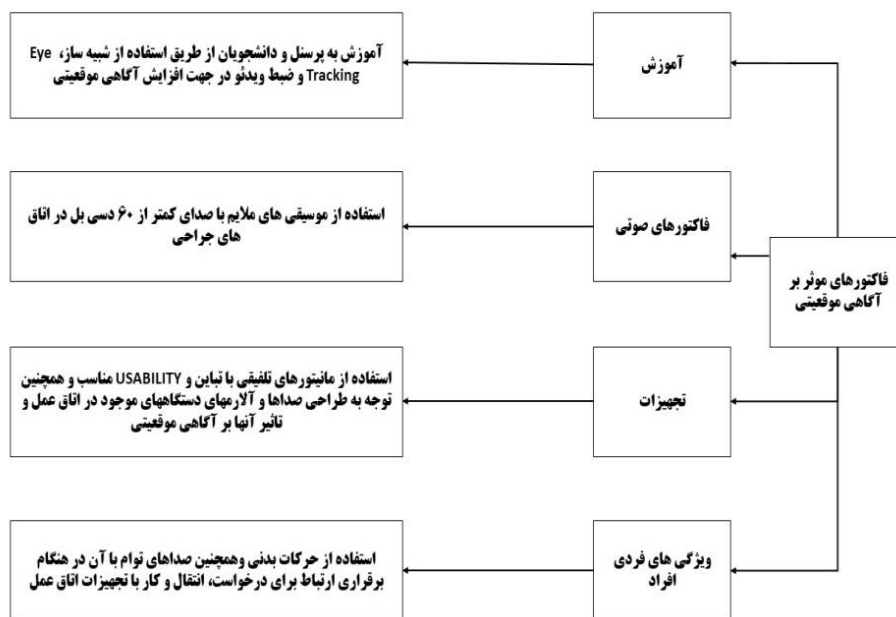 فاکتورهای موثر بر
آگاهی موقعیتی
آموزش
آموزش به پرسنل و دانشجویان از طریق استفاده از شبیه ساز، Eye
Tracking و ضبط ویدئو در جهت افزایش آگاهی موقعیتی
فاکتورهای صوتی
استفاده از موسیقی های ملایم با صدای کمتر از ۶۰ دسی بل در اتاق
های جراحی
تجهیزات
استفاده از مانیتورهای تلفیقی با تباین و USABILITY مناسب و همچنین
توجه به طراحی صداها و آلارمهای دستگاههای موجود در اتاق عمل و
تاثیر آنها بر آگاهی موقعیتی
ویژگی های فردی
افراد
استفاده از حرکات بدنی وهمچنین صداهای توام با آن در هنگام
برقراری ارتباط برای درخواست، انتقال و کار با تجهیزات اتاق عمل